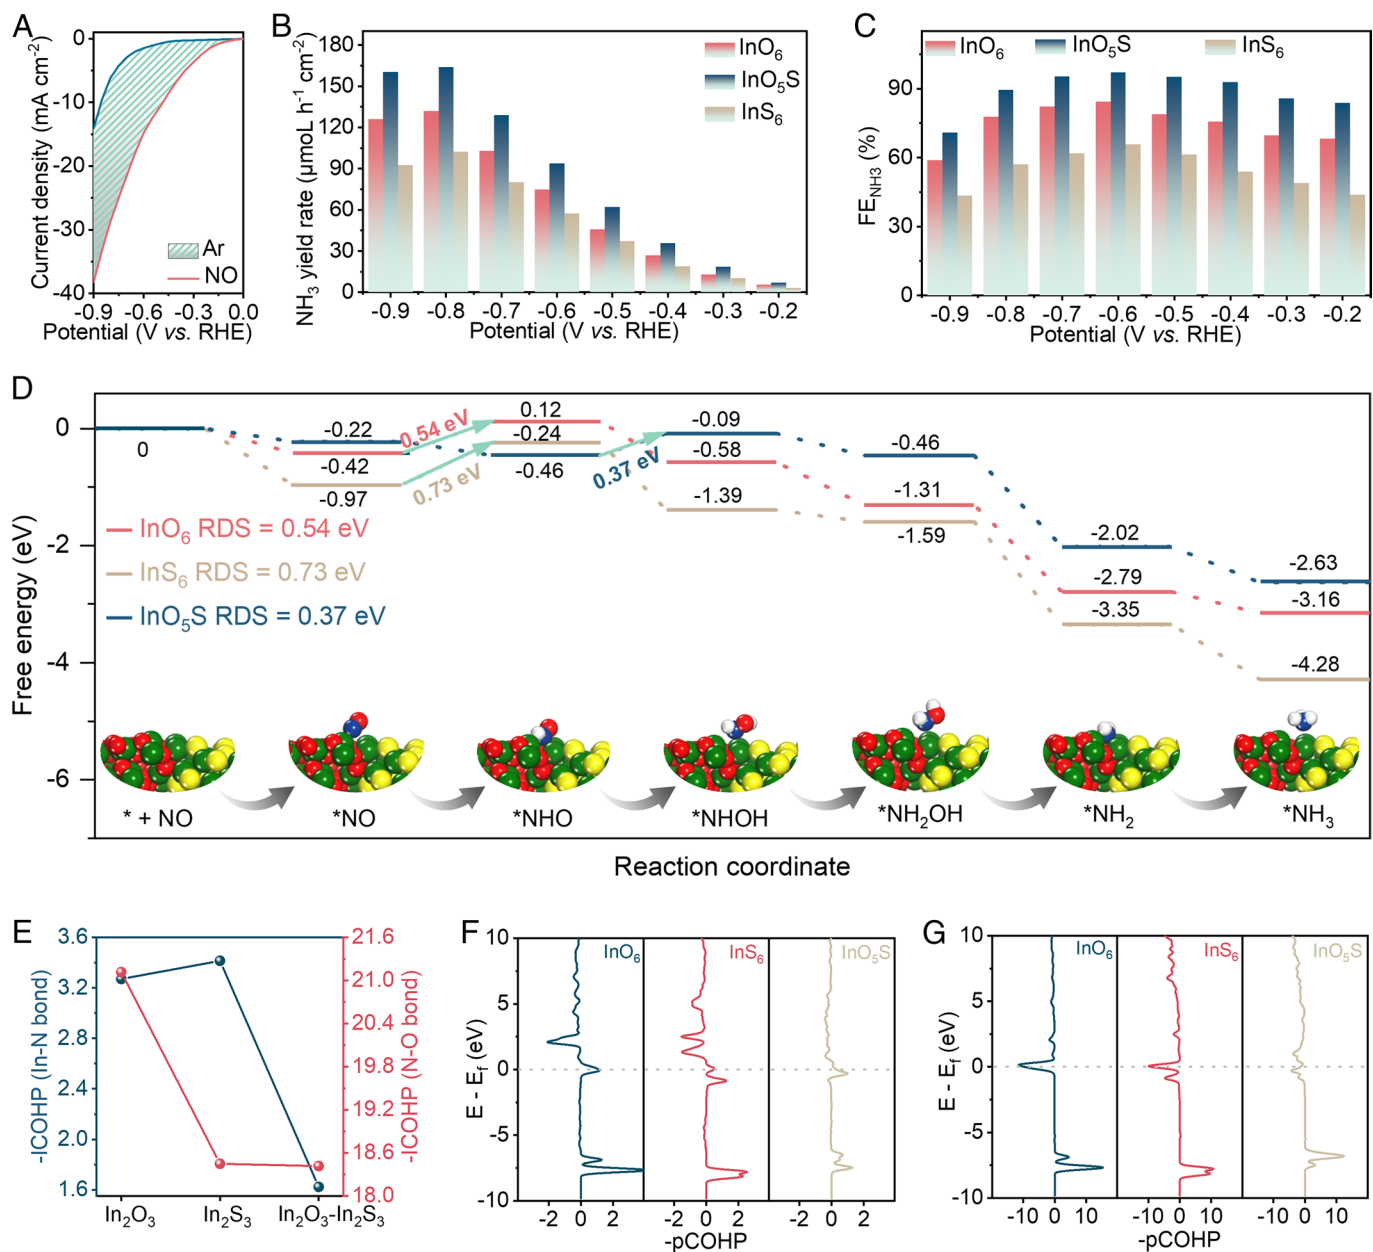 A
0
-10
-20
-30
-40
-0.9 -0.6 -0.3 0.0
Current density (mA cm⁻²)
Potential (V vs. RHE)
Ar
NO
B
180
150
120
90
60
30
0
-0.9 -0.8 -0.7 -0.6 -0.5 -0.4 -0.3 -0.2
NH₃ yield rate (μmoL h⁻¹ cm⁻²)
Potential (V vs. RHE)
InO₆
InO₅S
InS₆
C
InO₆ InO₅S InS₆
90
60
30
0
-0.9 -0.8 -0.7 -0.6 -0.5 -0.4 -0.3 -0.2
FE_NH3 (%)
Potential (V vs. RHE)
D
0
-2
-4
-6
Free energy (eV)
0
-0.22
-0.42
-0.97
0.54 eV
0.73 eV
0.12
-0.24
-0.46
0.37 eV
-0.09
-0.58
-1.39
-0.46
-1.31
-1.59
-2.02
-2.79
-3.35
-2.63
-3.16
-4.28
InO₆ RDS = 0.54 eV
InS₆ RDS = 0.73 eV
InO₅S RDS = 0.37 eV
* + NO *NO *NHO *NHOH *NH₂OH *NH₂ *NH₃
Reaction coordinate
E
3.6
3.2
2.8
2.4
2.0
1.6
-ICOHP (In-N bond)
21.6
21.0
20.4
19.8
19.2
18.6
18.0
-ICOHP (N-O bond)
In₂O₃ In₂S₃ In₂O₃-In₂S₃
F
InO₆ InS₆ InO₅S
10
5
0
-5
-10
E - E_f (eV)
-2 0 2 -2 0 2 -2 0 2
-pCOHP
G
InO₆ InS₆ InO₅S
10
5
0
-5
-10
E - E_f (eV)
-10 0 10 -10 0 10 -10 0 10
-pCOHP